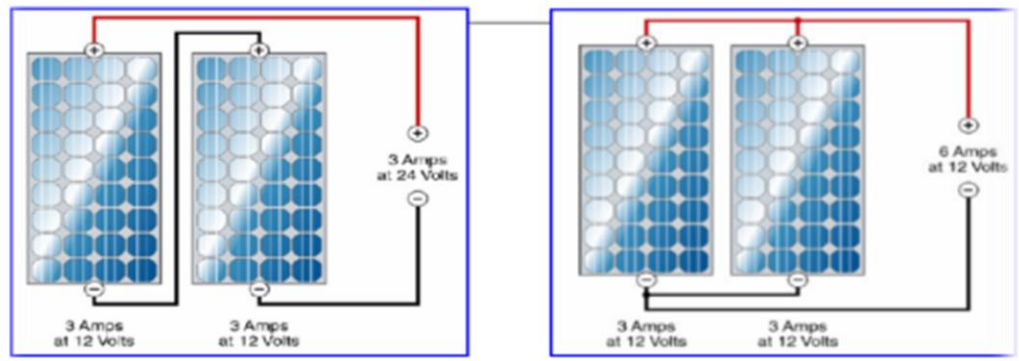 +
+
+
3 Amps
at 24 Volts
−
−
−
3 Amps
at 12 Volts
3 Amps
at 12 Volts
+
+
+
6 Amps
at 12 Volts
−
−
−
3 Amps
at 12 Volts
3 Amps
at 12 Volts